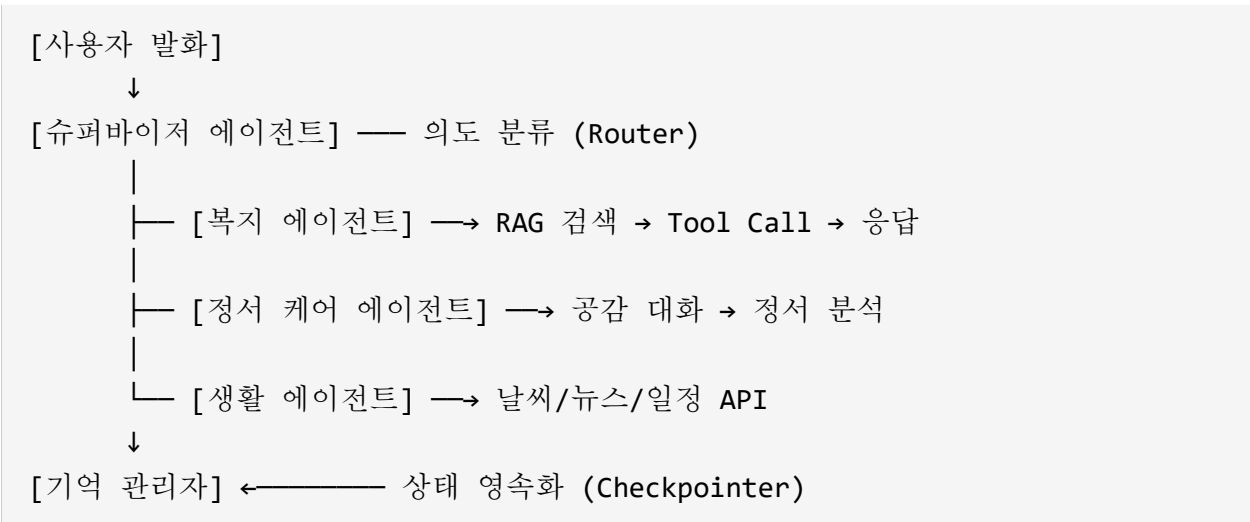 [사용자 발화]
↓
[슈퍼바이저 에이전트] ── 의도 분류 (Router)
│
├─ [복지 에이전트] ─→ RAG 검색 → Tool Call → 응답
│
├─ [정서 케어 에이전트] ─→ 공감 대화 → 정서 분석
│
└─ [생활 에이전트] ─→ 날씨/뉴스/일정 API
↓
[기억 관리자] ←──────── 상태 영속화 (Checkpointer)